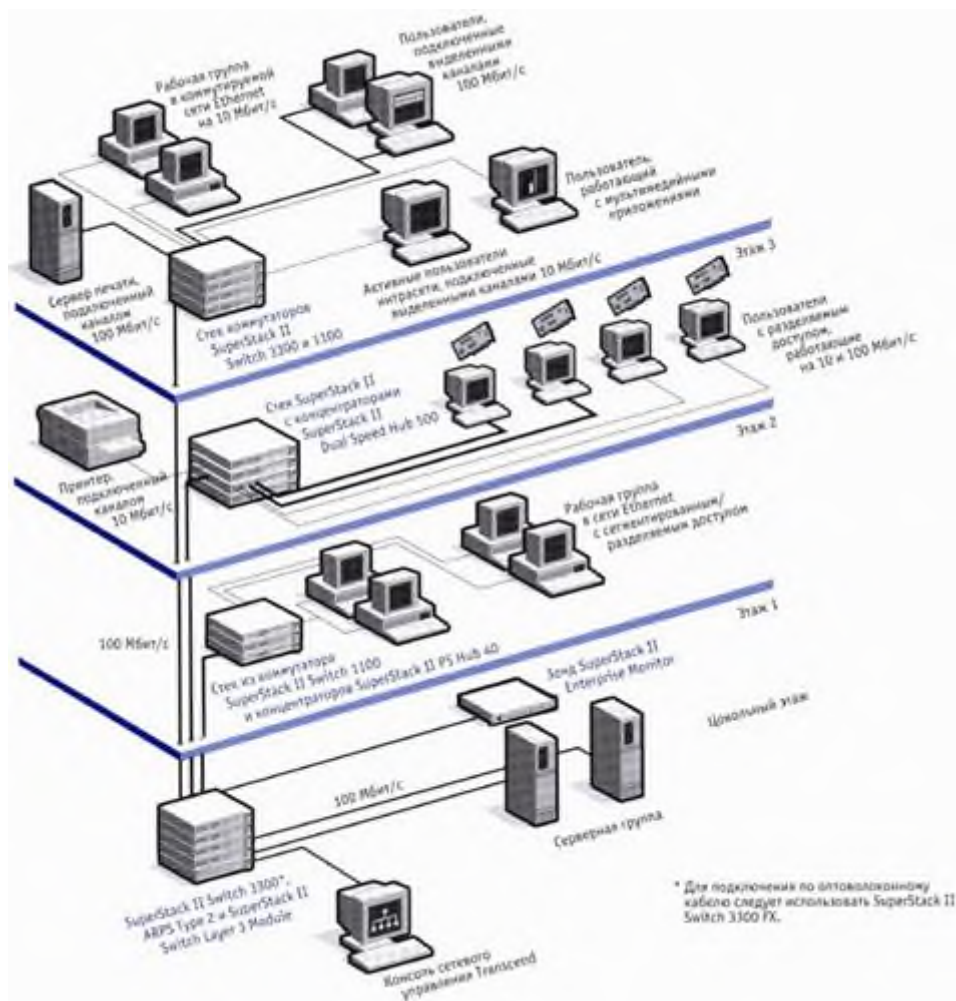 Пользователи,
подключенные
выделенными
каналами
100 Мбит/с
Рабочая группа
в коммутируемой
сети Ethernet
на 10 Мбит/с
Пользователь,
работающий
с мультимедийными
приложениями
Активные пользователи
интрасети, подключенные
выделенными каналами 10 Мбит/с
Сервер печати,
подключенный
каналом
100 Мбит/с
Стек коммутаторов
SuperStack II
Switch 3300 и 1100
Этаж 3
Пользователи
с разделяемым
доступом,
работающие
на 10 и 100 Мбит/с
Стек SuperStack II
с концентраторами
SuperStack II
Dual Speed Hub 500
Принтер,
подключенный
каналом
10 Мбит/с
Этаж 2
Рабочая группа
в сети Ethernet
с сегментированным/
разделяемым доступом
100 Мбит/с
Стек из коммутатора
SuperStack II Switch 1100
и концентраторов SuperStack II PS Hub 40
Этаж 1
Зонд SuperStack II
Enterprise Monitor
Цокольный этаж
100 Мбит/с
Серверная группа
SuperStack II Switch 3300*,
ARPS Type 2 и SuperStack II
Switch Layer 3 Module
Консоль сетевого
управления Transcend
* Для подключения по оптоволоконному
кабелю следует использовать SuperStack II
Switch 3300 FX.